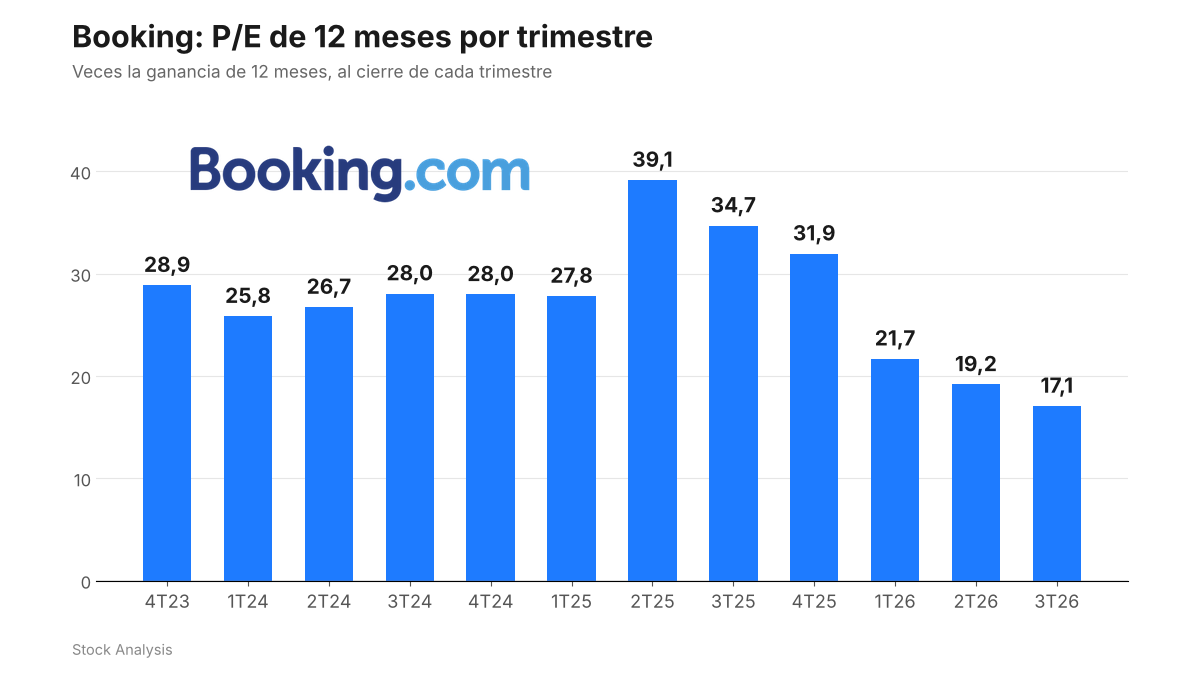 Booking: P/E de 12 meses por trimestre
Veces la ganancia de 12 meses, al cierre de cada trimestre
Booking.com
40
30
20
10
0
28,9
25,8
26,7
28,0
28,0
27,8
39,1
34,7
31,9
21,7
19,2
17,1
4T23
1T24
2T24
3T24
4T24
1T25
2T25
3T25
4T25
1T26
2T26
3T26
Stock Analysis